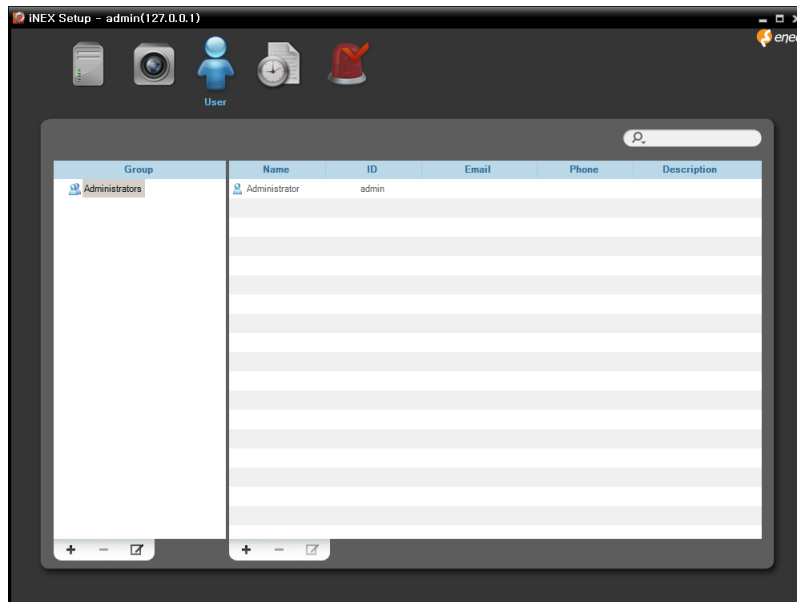 iNEX Setup - admin(127.0.0.1)
User
Group
Name ID Email Phone Description
Administrators
Administrator admin